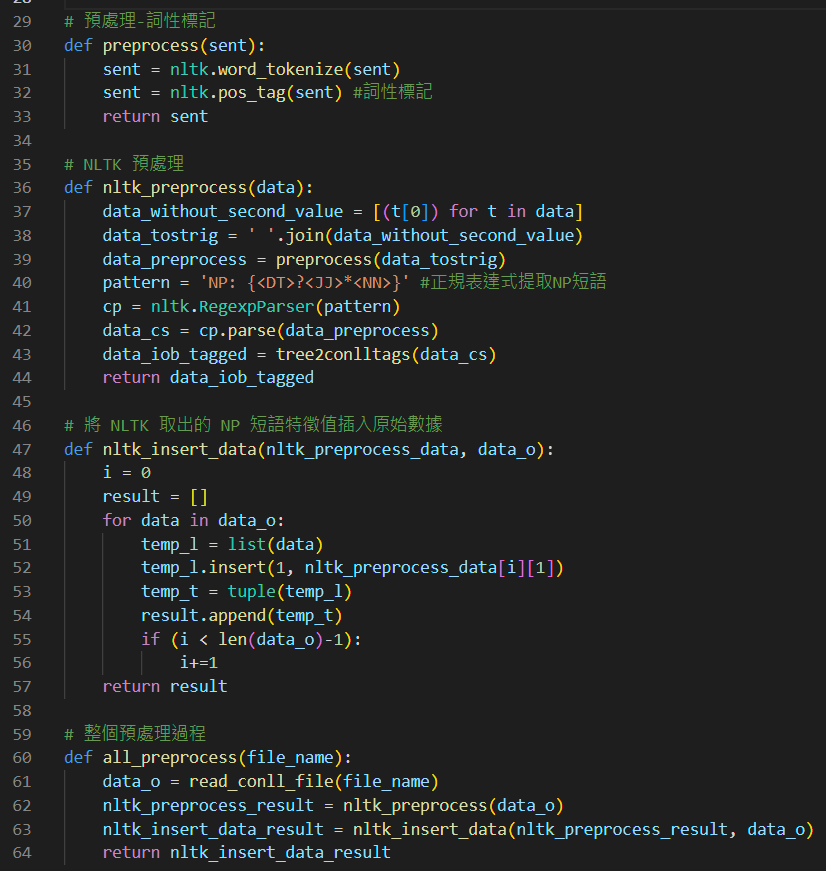 28
29 # 預處理-詞性標記
30 def preprocess(sent):
31     sent = nltk.word_tokenize(sent)
32     sent = nltk.pos_tag(sent) #詞性標記
33     return sent
34
35 # NLTK 預處理
36 def nltk_preprocess(data):
37     data_without_second_value = [(t[0]) for t in data]
38     data_tostrig = ' '.join(data_without_second_value)
39     data_preprocess = preprocess(data_tostrig)
40     pattern = 'NP: {<DT>?<JJ>*<NN>}' #正規表達式提取NP短語
41     cp = nltk.RegexpParser(pattern)
42     data_cs = cp.parse(data_preprocess)
43     data_iob_tagged = tree2conlltags(data_cs)
44     return data_iob_tagged
45
46 # 將 NLTK 取出的 NP 短語特徵值插入原始數據
47 def nltk_insert_data(nltk_preprocess_data, data_o):
48     i = 0
49     result = []
50     for data in data_o:
51         temp_l = list(data)
52         temp_l.insert(1, nltk_preprocess_data[i][1])
53         temp_t = tuple(temp_l)
54         result.append(temp_t)
55         if (i < len(data_o)-1):
56             i+=1
57     return result
58
59 # 整個預處理過程
60 def all_preprocess(file_name):
61     data_o = read_conll_file(file_name)
62     nltk_preprocess_result = nltk_preprocess(data_o)
63     nltk_insert_data_result = nltk_insert_data(nltk_preprocess_result, data_o)
64     return nltk_insert_data_result